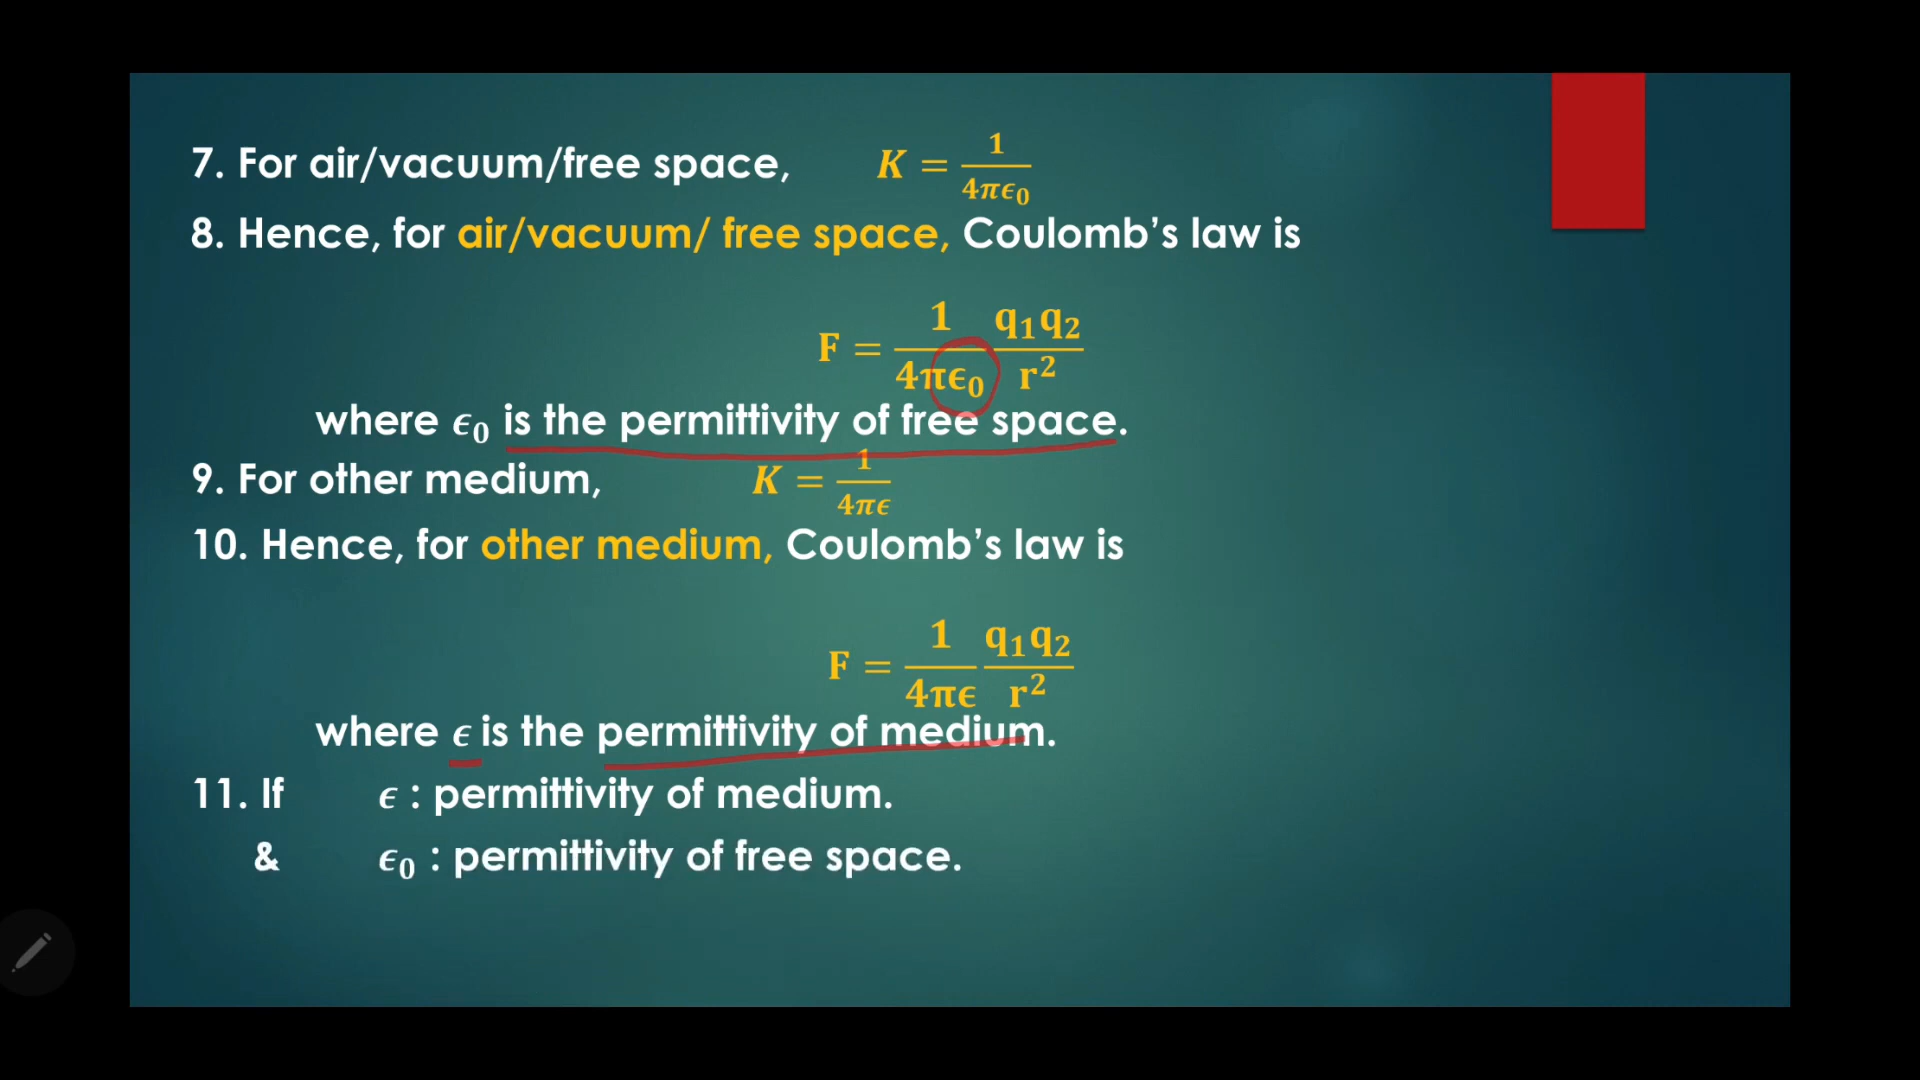 7. For air/vacuum/free space, K = 1/4πϵ₀
8. Hence, for air/vacuum/ free space, Coulomb’s law is
F = 1/4πϵ₀ q₁q₂/r²
where ϵ₀ is the permittivity of free space.
9. For other medium, K = 1/4πϵ
10. Hence, for other medium, Coulomb’s law is
F = 1/4πϵ q₁q₂/r²
where ϵ is the permittivity of medium.
11. If ϵ : permittivity of medium.
& ϵ₀ : permittivity of free space.